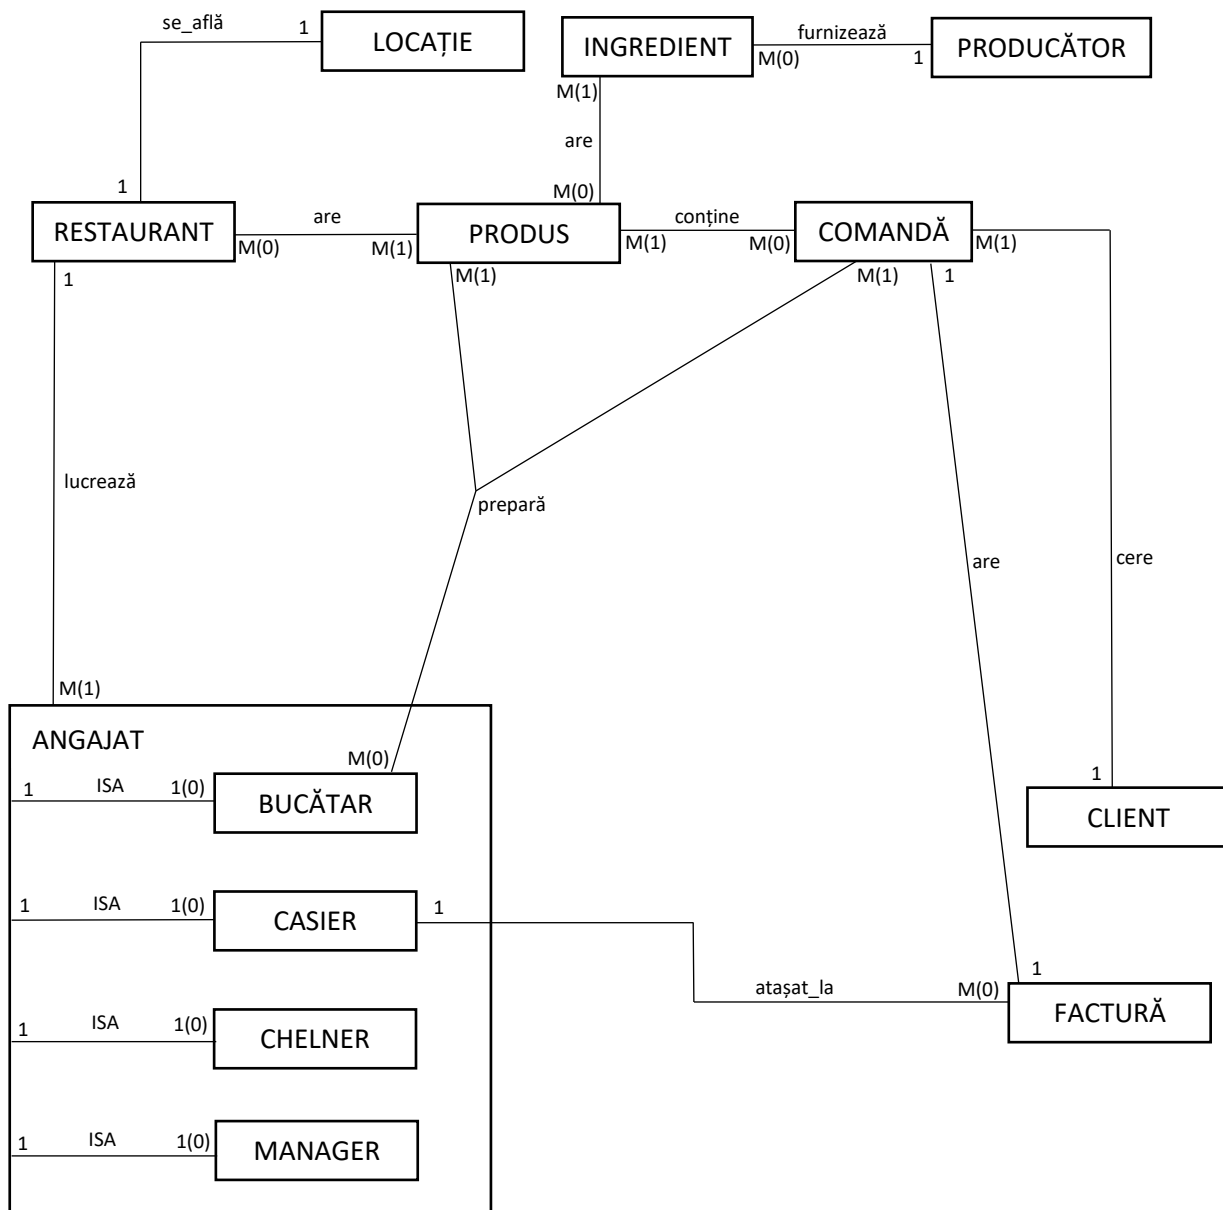 se_află
1
LOCAȚIE
INGREDIENT
furnizează
M(0)
1
PRODUCĂTOR
M(1)
are
M(0)
1
RESTAURANT
are
M(0)
M(1)
PRODUS
conține
M(1)
M(0)
COMANDĂ
M(1)
1
M(1)
M(1)
1
lucrează
prepară
are
cere
M(1)
ANGAJAT
M(0)
1
ISA
1(0)
BUCĂTAR
1
CLIENT
1
ISA
1(0)
CASIER
1
atașat_la
M(0)
1
FACTURĂ
1
ISA
1(0)
CHELNER
1
ISA
1(0)
MANAGER